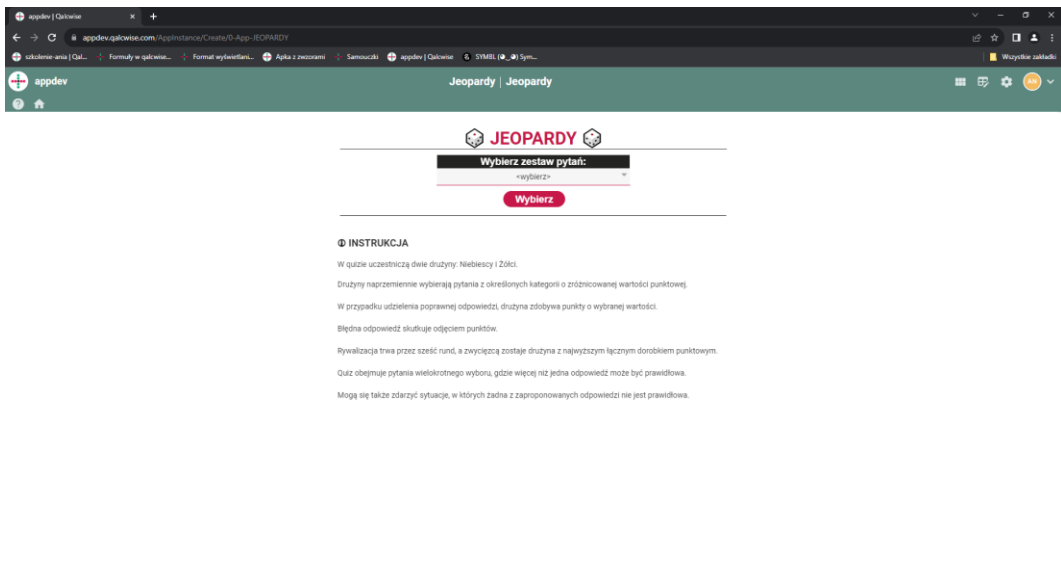 appdev | Qalcwise
appdev.qalcwise.com/AppInstance/Create/0-App-JEOPARDY
szkolenie-ania | Qal... Formuły w qalcwise... Format wyświetlani... Apka z zwzorami Samouczki appdev | Qalcwise SYMBL (◕‿◕) Sym... Wszystkie zakładki
appdev Jeopardy | Jeopardy AN
JEOPARDY
Wybierz zestaw pytań:
<wybierz>
Wybierz
INSTRUKCJA
W quizie uczestniczą dwie drużyny: Niebiescy i Żółci.
Drużyny naprzemiennie wybierają pytania z określonych kategorii o zróżnicowanej wartości punktowej.
W przypadku udzielenia poprawnej odpowiedzi, drużyna zdobywa punkty o wybranej wartości.
Błędna odpowiedź skutkuje odjęciem punktów.
Rywalizacja trwa przez sześć rund, a zwycięzcą zostaje drużyna z najwyższym łącznym dorobkiem punktowym.
Quiz obejmuje pytania wielokrotnego wyboru, gdzie więcej niż jedna odpowiedź może być prawidłowa.
Mogą się także zdarzyć sytuacje, w których żadna z zaproponowanych odpowiedzi nie jest prawidłowa.